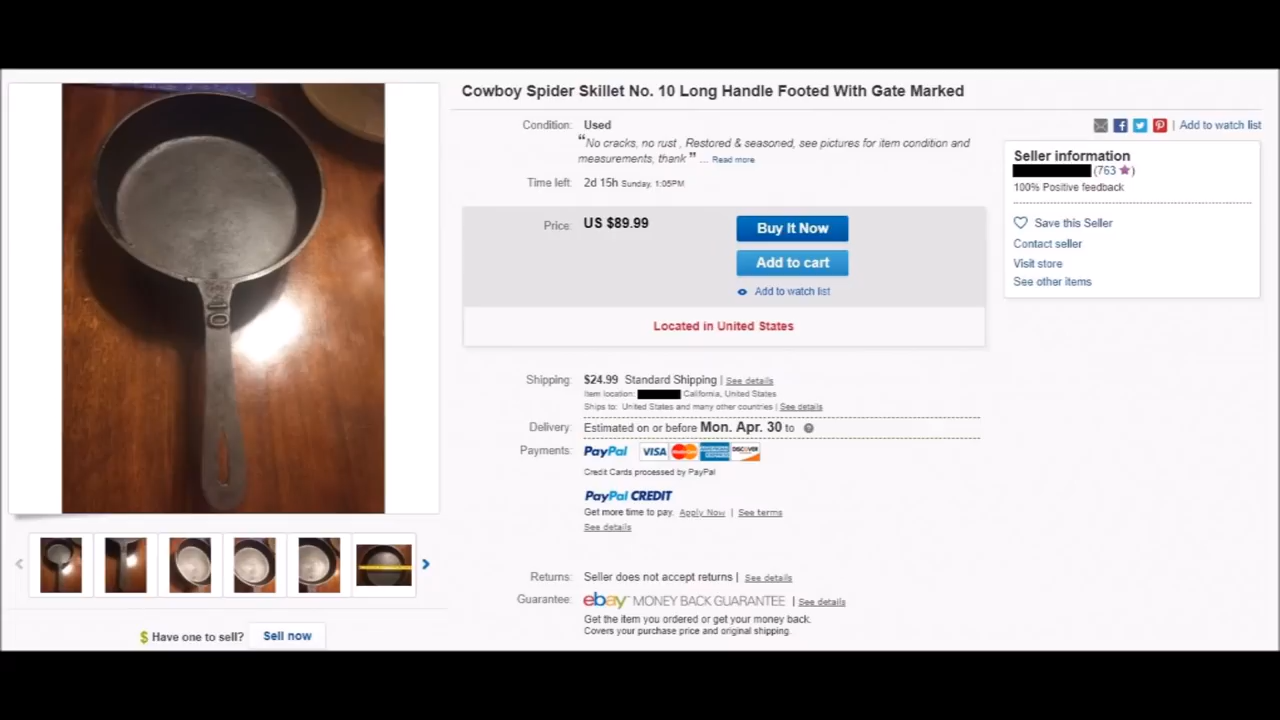 Cowboy Spider Skillet No. 10 Long Handle Footed With Gate Marked
Condition: Used
“No cracks, no rust , Restored & seasoned, see pictures for item condition and
measurements, thank ” ... Read more
Time left: 2d 15h Sunday, 1:05PM
Price: US $89.99
Buy It Now
Add to cart
Add to watch list
Located in United States
| Add to watch list
Seller information
(763 ★)
100% Positive feedback
Save this Seller
Contact seller
Visit store
See other items
10
Shipping: $24.99 Standard Shipping | See details
Item location: California, United States
Ships to: United States and many other countries | See details
Delivery: Estimated on or before Mon. Apr. 30 to
Payments: PayPal VISA MasterCard AMERICAN EXPRESS DISCOVER
Credit Cards processed by PayPal
PayPal CREDIT
Get more time to pay. Apply Now | See terms
See details
Returns: Seller does not accept returns | See details
Guarantee: ebay MONEY BACK GUARANTEE | See details
Get the item you ordered or get your money back.
Covers your purchase price and original shipping.
$ Have one to sell? Sell now